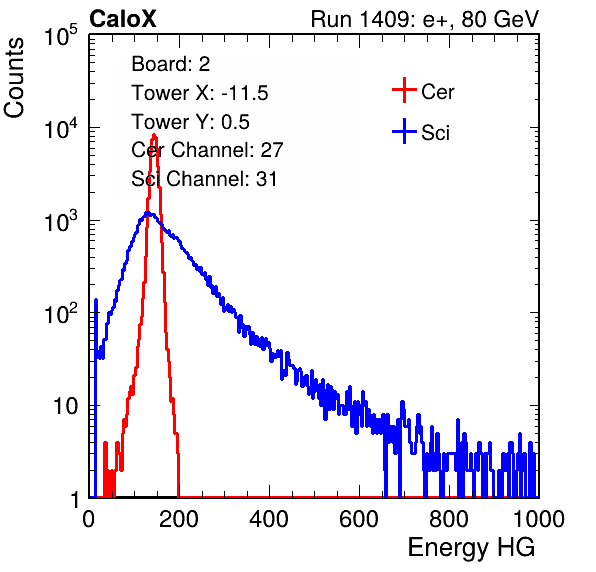 CaloX Run 1409: e+, 80 GeV
Counts
10^5
10^4
10^3
10^2
10
1
Board: 2
Tower X: -11.5
Tower Y: 0.5
Cer Channel: 27
Sci Channel: 31
Cer
Sci
0 200 400 600 800 1000
Energy HG